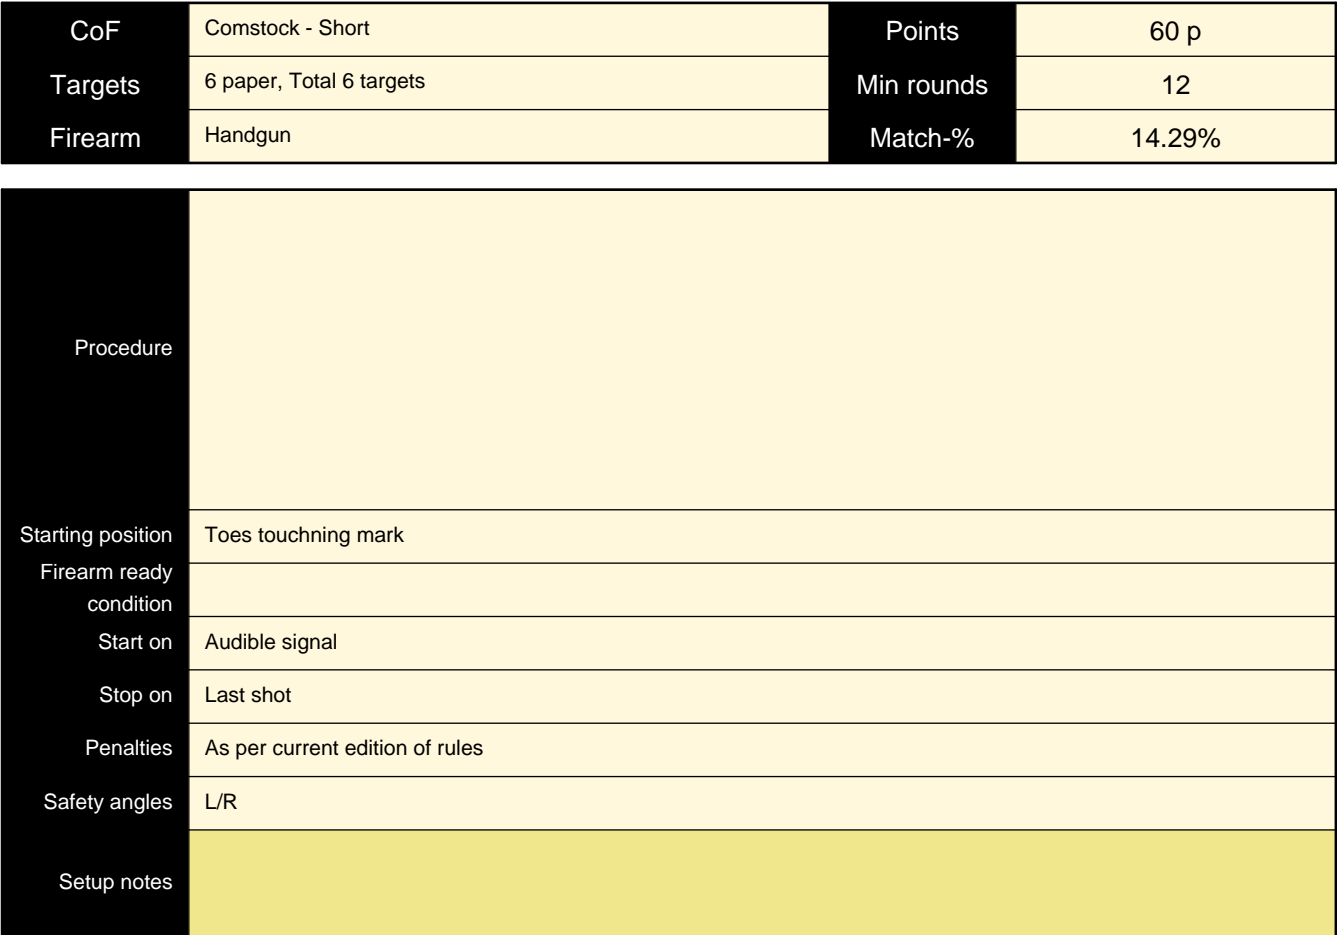 CoF Comstock - Short Points 60 p
Targets 6 paper, Total 6 targets Min rounds 12
Firearm Handgun Match-% 14.29%
Procedure
Starting position Toes touchning mark
Firearm ready
condition
Start on Audible signal
Stop on Last shot
Penalties As per current edition of rules
Safety angles L/R
Setup notes